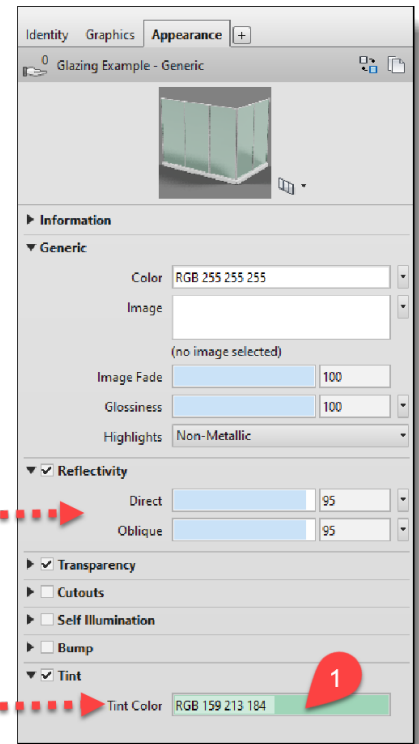 Identity Graphics Appearance +
0
Glazing Example - Generic
Information
Generic
Color RGB 255 255 255
Image
(no image selected)
Image Fade 100
Glossiness 100
Highlights Non-Metallic
Reflectivity
Direct 95
Oblique 95
Transparency
Cutouts
Self Illumination
Bump
Tint
1
Tint Color RGB 159 213 184